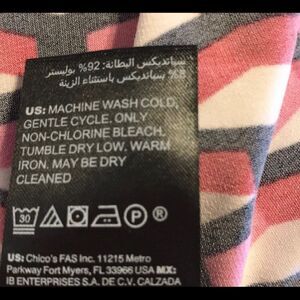 سباندیکس البطانة: 92% بوليستر
8% سباندیکس باستثناء الزينة
US: MACHINE WASH COLD,
GENTLE CYCLE. ONLY
NON-CHLORINE BLEACH,
TUMBLE DRY LOW. WARM
IRON. MAY BE DRY
CLEANED
30 P
US: Chico's FAS Inc. 11215 Metro
Parkway Fort Myers, FL 33966 USA MX:
IB ENTERPRISES S.A. DE C.V. CALZADA